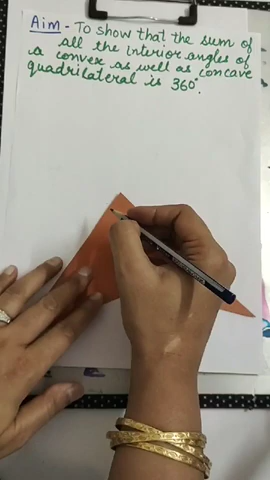 Aim - To show that the sum of
all the interior angles of
a convex as well as concave
quadrilateral is 360°.